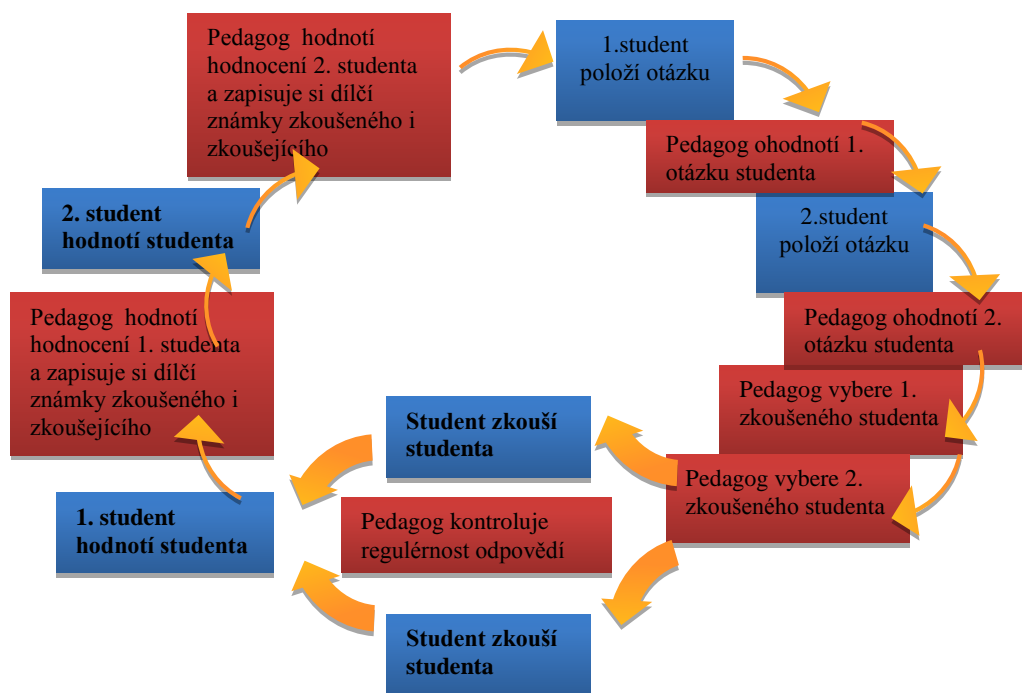 Pedagog  hodnotí
hodnocení 2. studenta
a zapisuje si dílčí
známky zkoušeného i
zkoušejícího
1.student
položí otázku
Pedagog ohodnotí 1.
otázku studenta
2.student
položí otázku
Pedagog ohodnotí 2.
otázku studenta
Pedagog vybere 1.
zkoušeného studenta
Pedagog vybere 2.
zkoušeného studenta
Student zkouší
studenta
Pedagog kontroluje
regulérnost odpovědí
Student zkouší
studenta
1. student
hodnotí studenta
Pedagog  hodnotí
hodnocení 1. studenta
a zapisuje si dílčí
známky zkoušeného i
zkoušejícího
2. student
hodnotí studenta